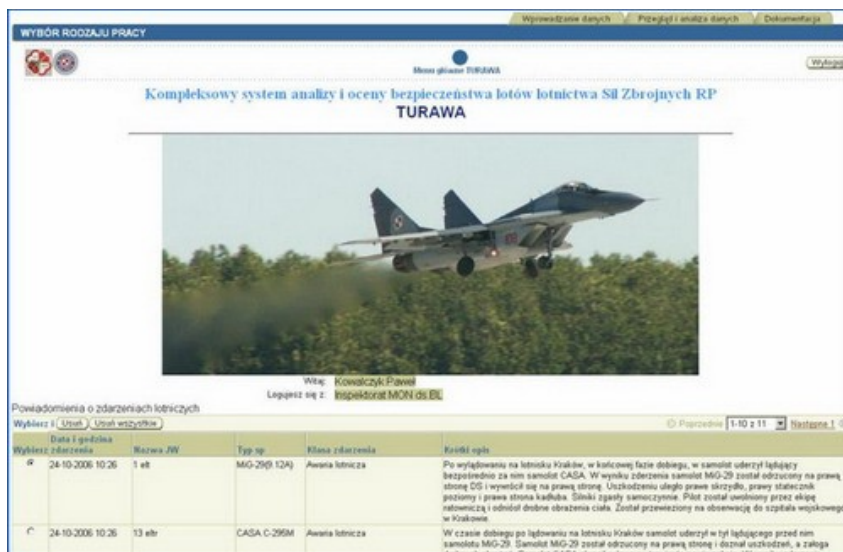 Wprowadzanie danych Przegląd i analiza danych Dokumentacja
WYBÓR RODZAJU PRACY
Menu główne TURAWA
Kompleksowy system analizy i oceny bezpieczeństwa lotów lotnictwa Sił Zbrojnych RP
TURAWA
Witaj: Kowalczyk Paweł
Logujesz się z: Inspektorat MON ds.BL
Powiadomienia o zdarzeniach lotniczych
Wybierz i Usuń Usuń wszystkie Poprzednie 1-10 z 11 Następne 1
Data i godzina
Wybierz zdarzenia Nazwa JW Typ sp Klasa zdarzenia Krótki opis
24-10-2006 10:26 1 elt MiG-29(9.12A) Awaria lotnicza Po wylądowaniu na lotnisku Kraków, w końcowej fazie dobiegu, w samolot uderzył lądujący
bezpośrednio za nim samolot CASA. W wyniku zderzenia samolot MiG-29 został odrzucony na prawą
stronę DS i wywrócił się na prawą stronę. Uszkodzeniu uległo prawe skrzydło, prawy statecznik
poziomy i prawa strona kadłuba. Silniki zgasły samoczynnie. Pilot został uwolniony przez ekipę
ratowniczą i odniósł drobne obrażenia ciała. Został przewieziony na obserwację do szpitala wojskowego
w Krakowie.
24-10-2006 10:26 13 eltr CASA C-295M Awaria lotnicza W czasie dobiegu po lądowaniu na lotnisku Kraków samolot uderzył w tył lądującego przed nim
samolotu MiG-29. Samolot MiG-29 został odrzucony na prawą stronę i doznał uszkodzeń, a załoga